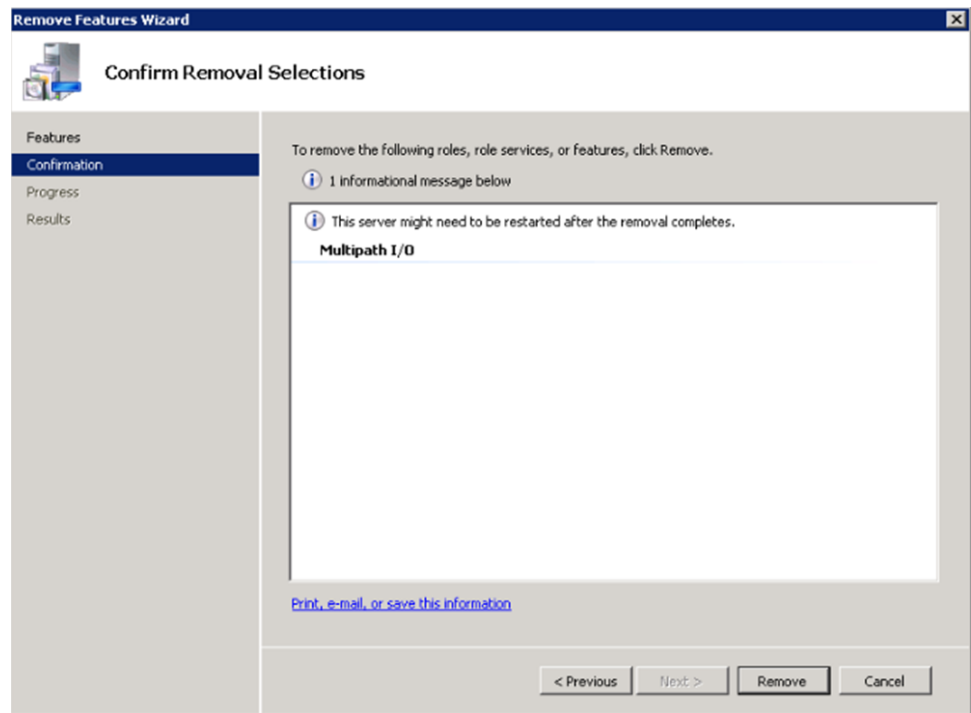 Remove Features Wizard
Confirm Removal Selections
Features
Confirmation
Progress
Results
To remove the following roles, role services, or features, click Remove.
1 informational message below
This server might need to be restarted after the removal completes.
Multipath I/O
Print, e-mail, or save this information
< Previous
Next >
Remove
Cancel